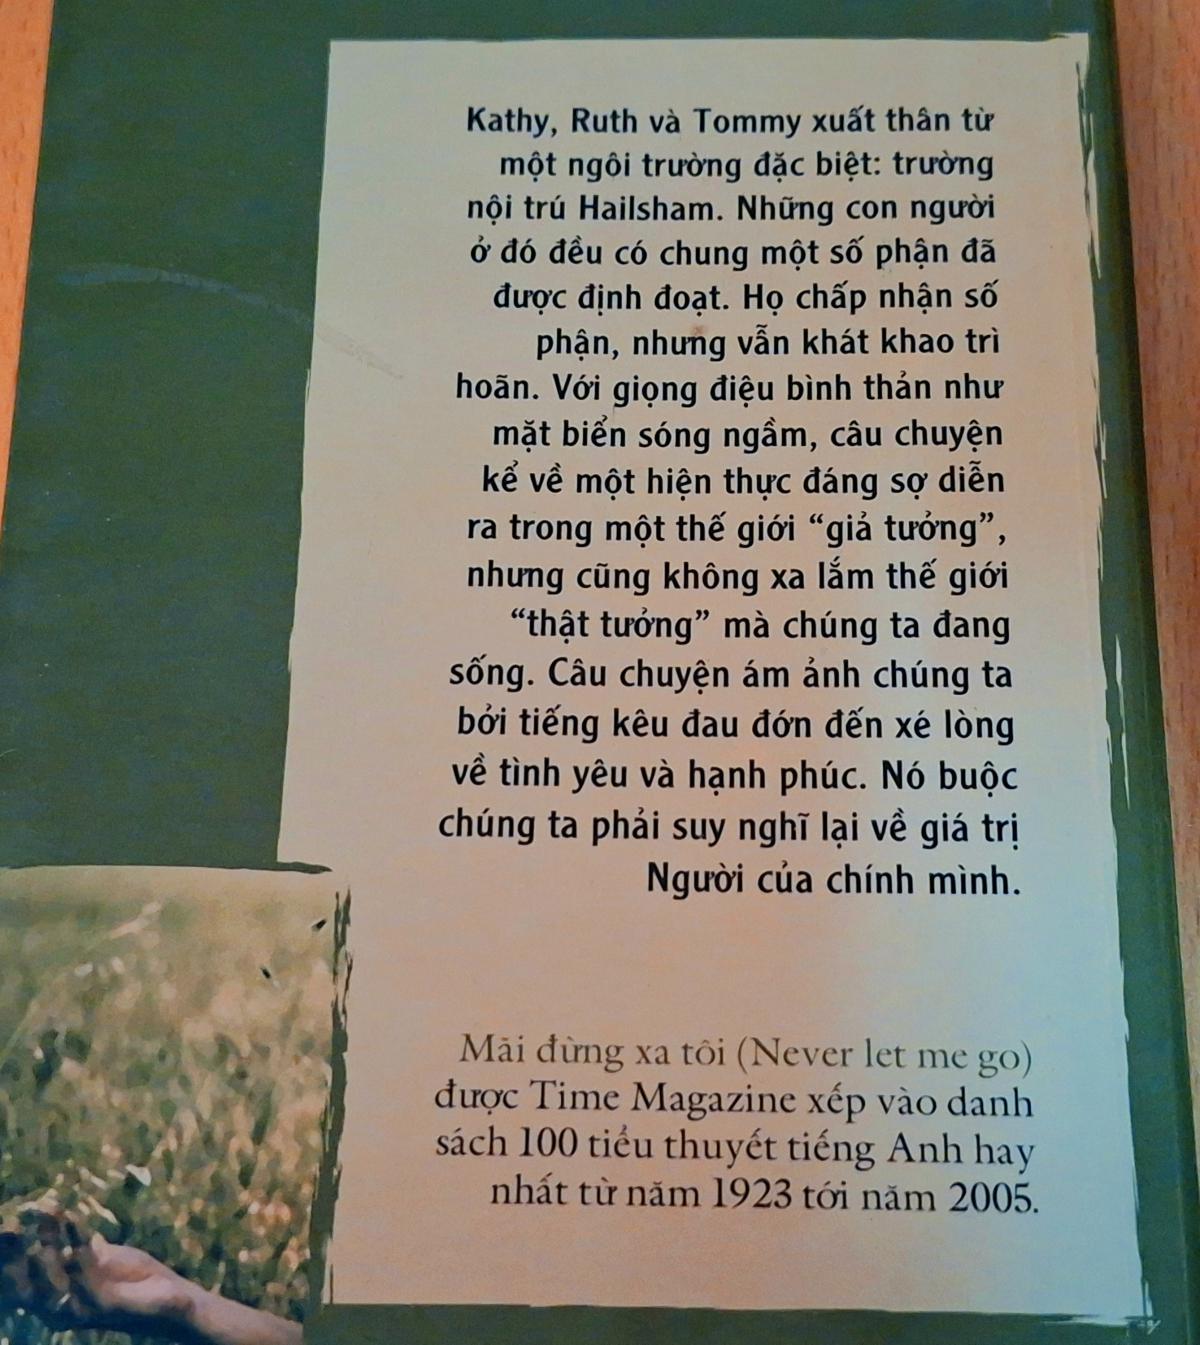 Kathy, Ruth và Tommy xuất thân từ
một ngôi trường đặc biệt: trường
nội trú Hailsham. Những con người
ở đó đều có chung một số phận đã
được định đoạt. Họ chấp nhận số
phận, nhưng vẫn khát khao trì
hoãn. Với giọng điệu bình thản như
mặt biển sóng ngầm, câu chuyện
kể về một hiện thực đáng sợ diễn
ra trong một thế giới “giả tưởng”,
nhưng cũng không xa lắm thế giới
“thật tưởng” mà chúng ta đang
sống. Câu chuyện ám ảnh chúng ta
bởi tiếng kêu đau đớn đến xé lòng
về tình yêu và hạnh phúc. Nó buộc
chúng ta phải suy nghĩ lại về giá trị
Người của chính mình.
Mãi đừng xa tôi (Never let me go)
được Time Magazine xếp vào danh
sách 100 tiểu thuyết tiếng Anh hay
nhất từ năm 1923 tới năm 2005.